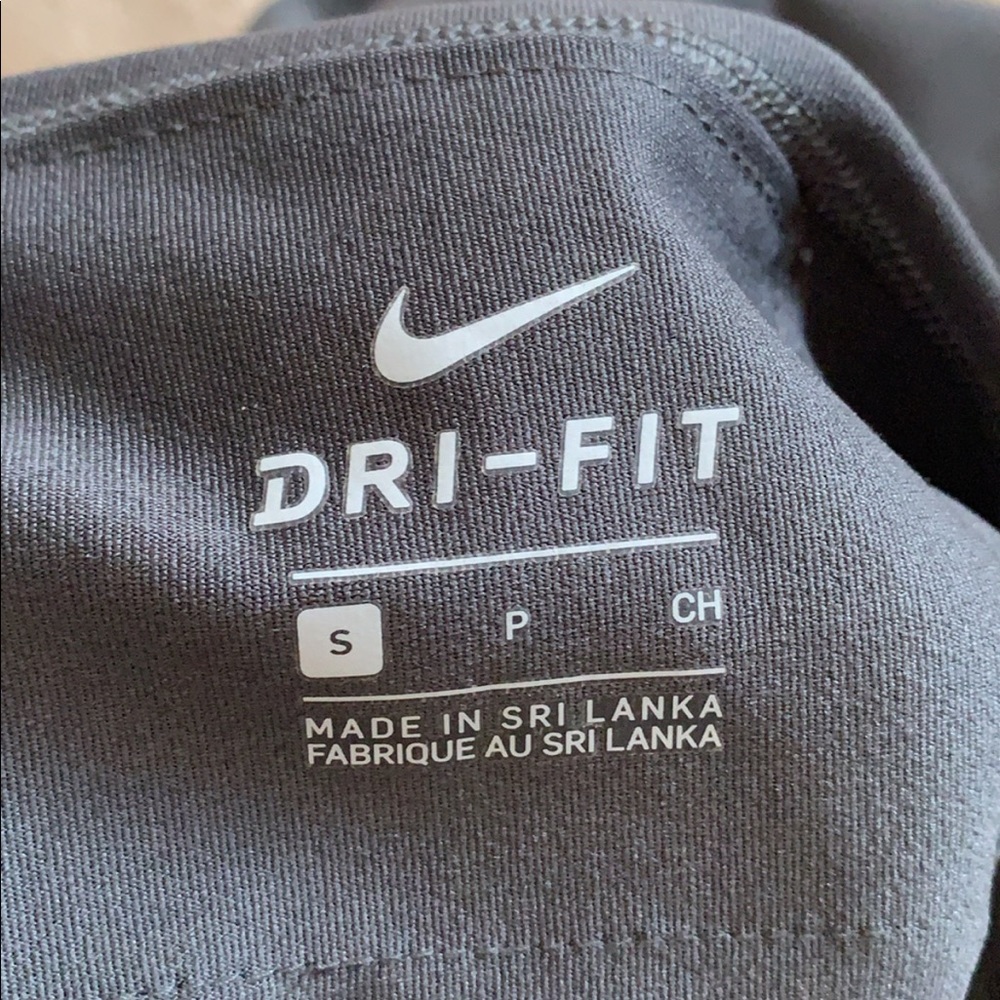 DRI-FIT
S P CH
MADE IN SRI LANKA
FABRIQUE AU SRI LANKA